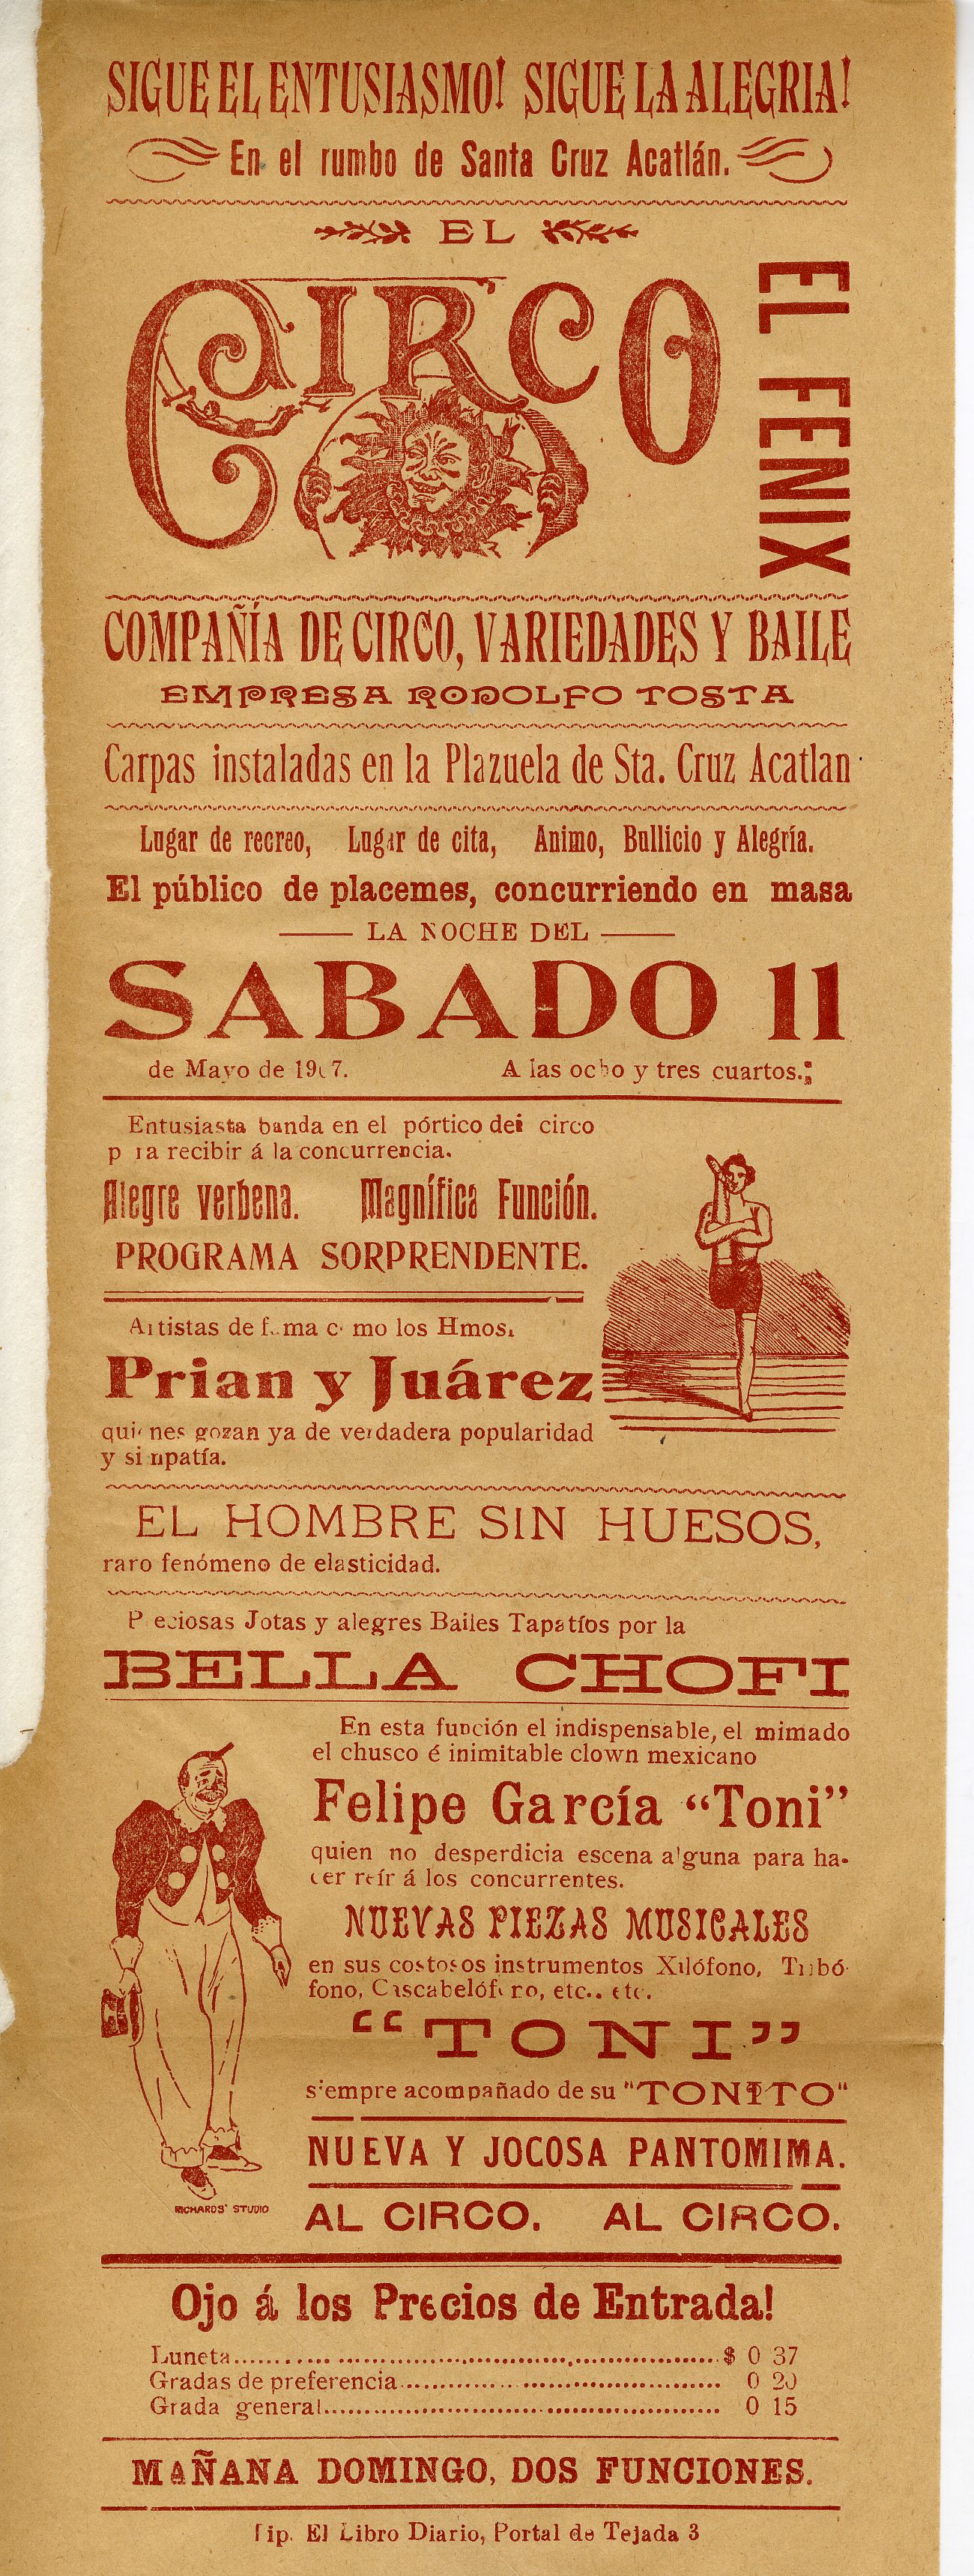 SIGUE EL ENTUSIASMO! SIGUE LA ALEGRIA!
En el rumbo de Santa Cruz Acatlán.
EL
CIRCO
EL FENIX
COMPAÑÍA DE CIRCO, VARIEDADES Y BAILE
EMPRESA RODOLFO TOSTA
Carpas instaladas en la Plazuela de Sta. Cruz Acatlan
Lugar de recreo, Lugar de cita, Animo, Bullicio y Alegría.
El público de placemes, concurriendo en masa
LA NOCHE DEL
SABADO 11
de Mayo de 1907. A las ocho y tres cuartos.
Entusiasta banda en el pórtico del circo
para recibir á la concurrencia.
Alegre verbena. Magnífica Función.
PROGRAMA SORPRENDENTE.
Artistas de fama como los Hmos.
Prian y Juárez
quienes gozan ya de verdadera popularidad
y simpatía.
EL HOMBRE SIN HUESOS,
raro fenómeno de elasticidad.
Preciosas Jotas y alegres Bailes Tapatíos por la
BELLA CHOFI
En esta función el indispensable, el mimado
el chusco é inimitable clown mexicano
Felipe García "Toni"
quien no desperdicia escena alguna para ha-
cer reír á los concurrentes.
NUEVAS PIEZAS MUSICALES
en sus costosos instrumentos Xilófono, Tubó-
fono, Cascabelófono, etc.. etc.
"TONI"
siempre acompañado de su "TONITO"
NUEVA Y JOCOSA PANTOMIMA.
RICHARDS' STUDIO
AL CIRCO. AL CIRCO.
Ojo á los Precios de Entrada!
Luneta $ 0 37
Gradas de preferencia 0 20
Grada general 0 15
MAÑANA DOMINGO, DOS FUNCIONES.
Tip. El Libro Diario, Portal de Tejada 3